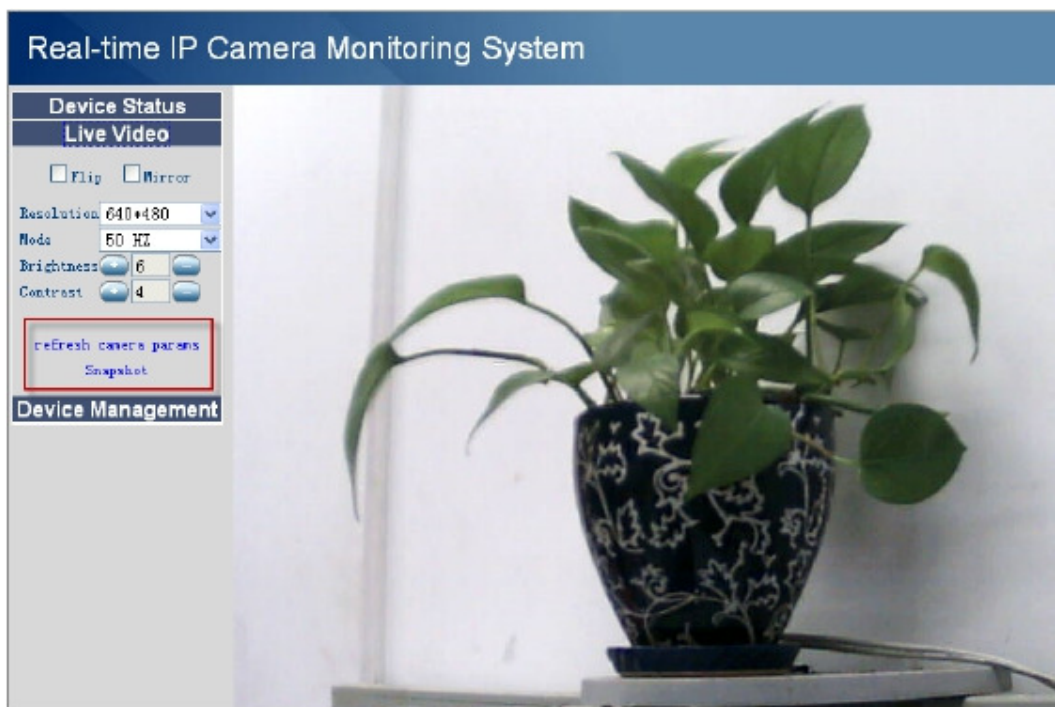 Real-time IP Camera Monitoring System
Device Status
Live Video
Flip Mirror
Resolution 640*480
Mode 50 HZ
Brightness + 6 -
Contrast + 4 -
refresh camera params
Snapshot
Device Management